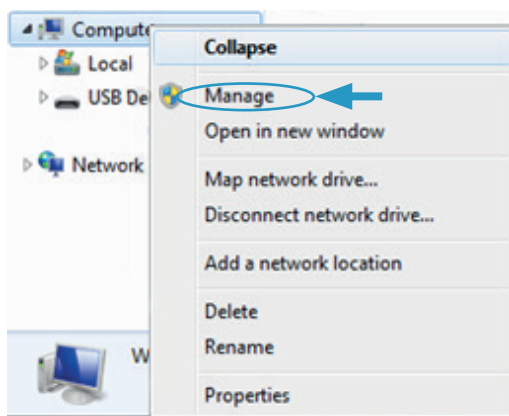 Compute
Local
USB De
Network
W
Collapse
Manage
Open in new window
Map network drive...
Disconnect network drive...
Add a network location
Delete
Rename
Properties